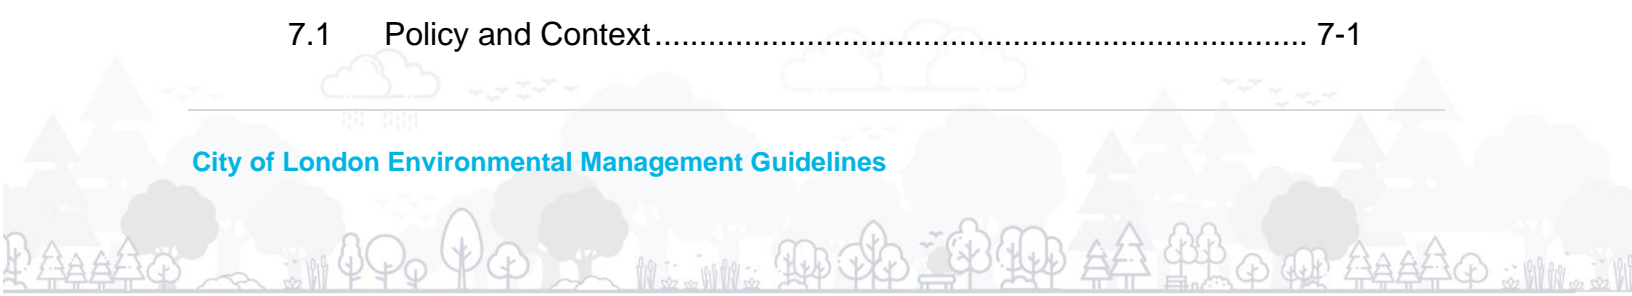 7.1 Policy and Context........................................................................ 7-1
City of London Environmental Management Guidelines